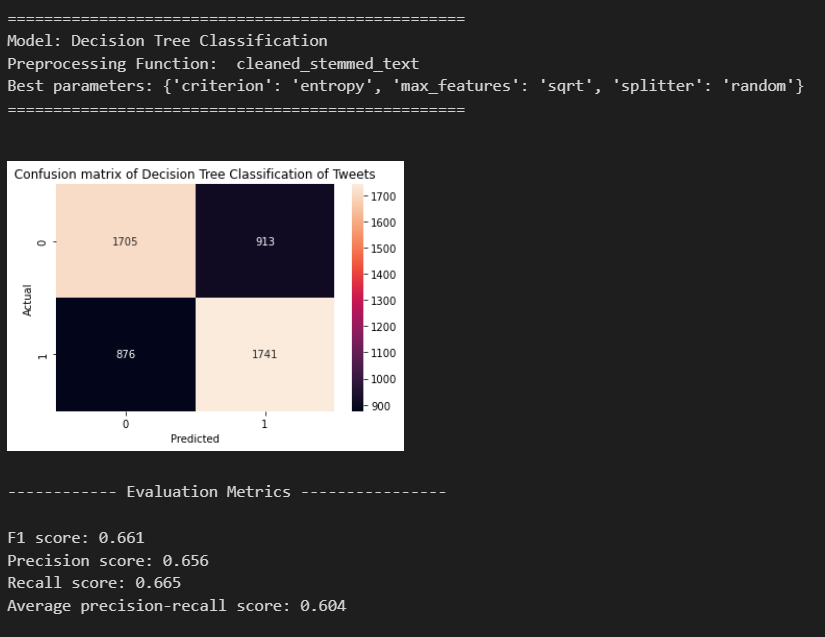 ==================================================
Model: Decision Tree Classification
Preprocessing Function:  cleaned_stemmed_text
Best parameters: {'criterion': 'entropy', 'max_features': 'sqrt', 'splitter': 'random'}
==================================================
Confusion matrix of Decision Tree Classification of Tweets
1705 913
876 1741
0
1
Actual
0 1
Predicted
1700
1600
1500
1400
1300
1200
1100
1000
900
------------ Evaluation Metrics ----------------
F1 score: 0.661
Precision score: 0.656
Recall score: 0.665
Average precision-recall score: 0.604